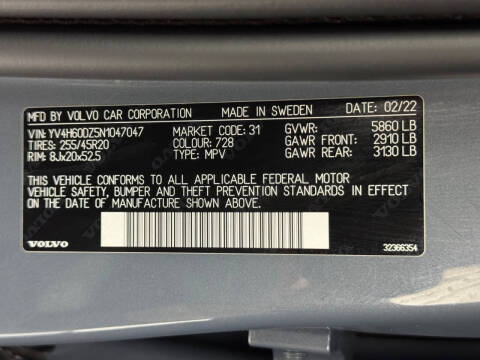 MFD BY VOLVO CAR CORPORATION MADE IN SWEDEN DATE: 02/22
VIN: YV4H60DZ5N1047047 MARKET CODE: 31 GVWR: 5860 LB
TIRES: 255/45R20 COLOUR: 728 GAWR FRONT: 2910 LB
RIM: 8Jx20x52.5 TYPE: MPV GAWR REAR: 3130 LB
THIS VEHICLE CONFORMS TO ALL APPLICABLE FEDERAL MOTOR
VEHICLE SAFETY, BUMPER AND THEFT PREVENTION STANDARDS IN EFFECT
ON THE DATE OF MANUFACTURE SHOWN ABOVE.
VOLVO 32366354